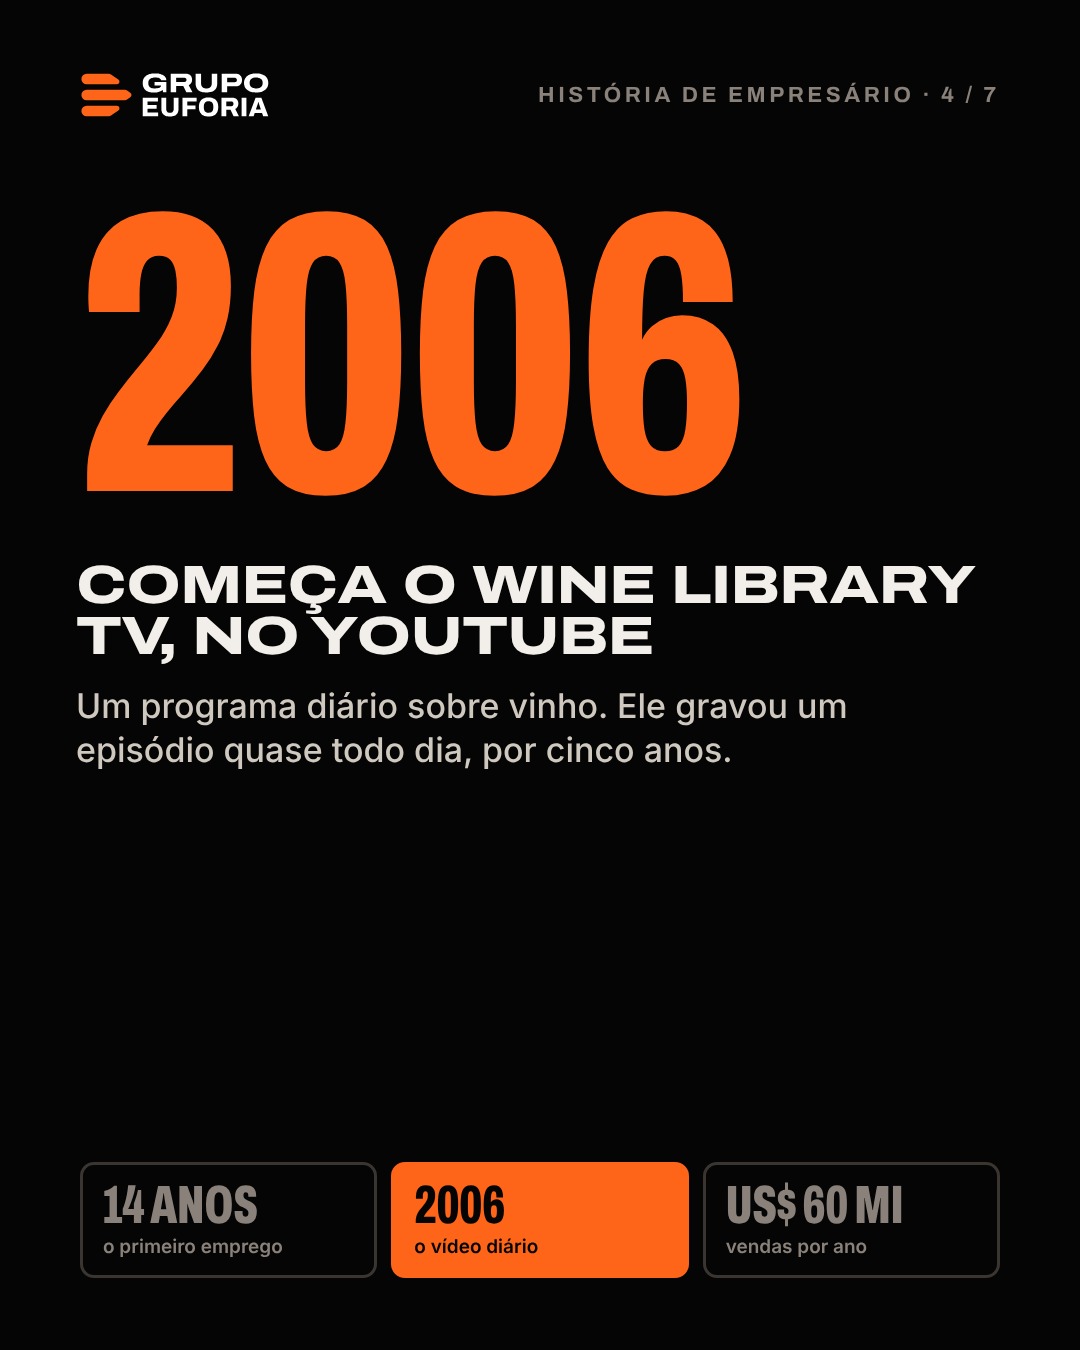 GRUPO
EUFORIA
HISTÓRIA DE EMPRESÁRIO · 4 / 7
2006
COMEÇA O WINE LIBRARY
TV, NO YOUTUBE
Um programa diário sobre vinho. Ele gravou um
episódio quase todo dia, por cinco anos.
14 ANOS
o primeiro emprego
2006
o vídeo diário
US$ 60 MI
vendas por ano